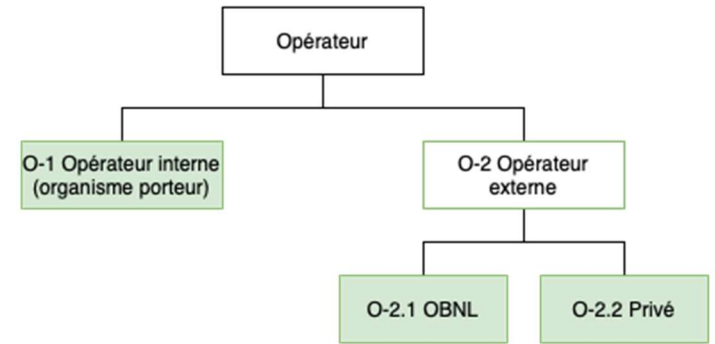 Opérateur
O-1 Opérateur interne
(organisme porteur)
O-2 Opérateur
externe
O-2.1 OBNL
O-2.2 Privé